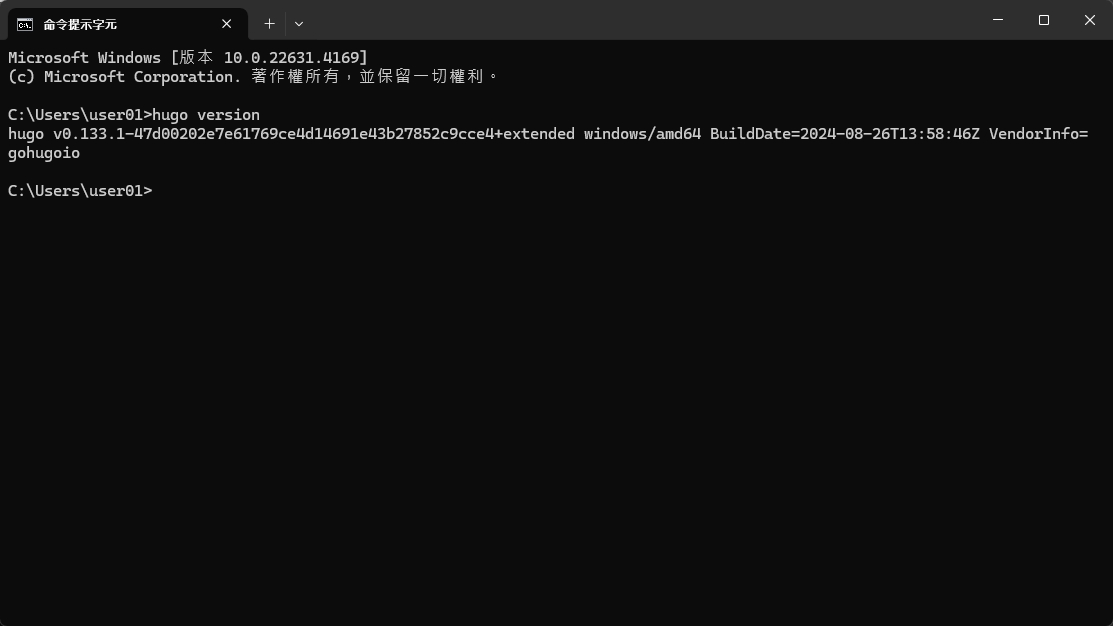 命令提示字元
Microsoft Windows [版本 10.0.22631.4169]
(c) Microsoft Corporation. 著作權所有，並保留一切權利。
C:\Users\user01>hugo version
hugo v0.133.1-47d00202e7e61769ce4d14691e43b27852c9cce4+extended windows/amd64 BuildDate=2024-08-26T13:58:46Z VendorInfo=
gohugoio
C:\Users\user01>